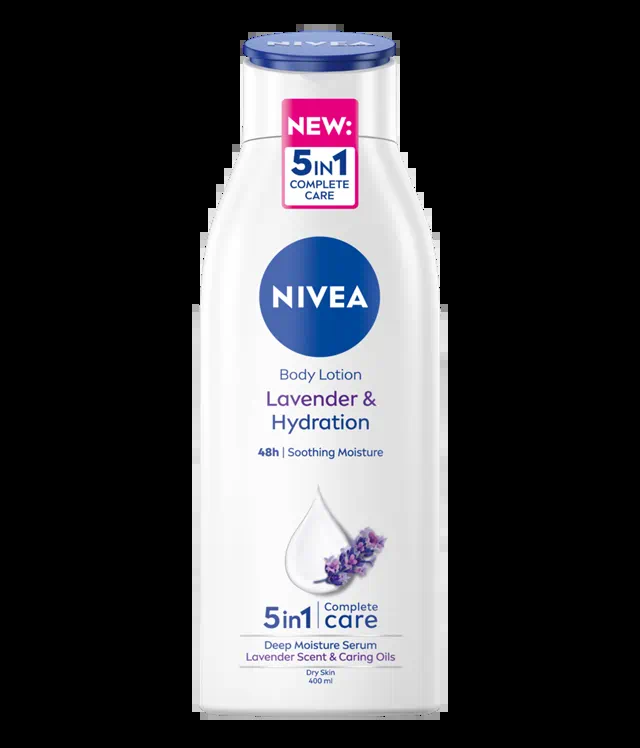 NIVEA
NEW:
5IN1
COMPLETE
CARE
NIVEA
Body Lotion
Lavender &
Hydration
48h | Soothing Moisture
5in1 | Complete
care
Deep Moisture Serum
Lavender Scent & Caring Oils
Dry Skin
400 ml